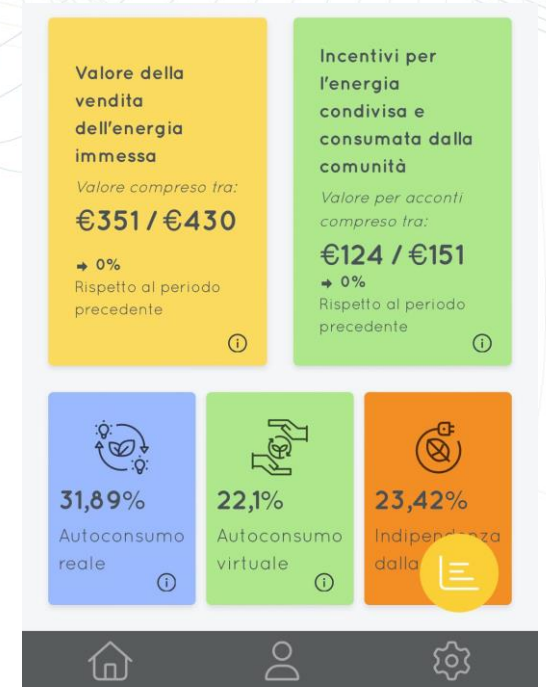 Valore della
vendita
dell'energia
immessa
Valore compreso tra:
€351 / €430
➜ 0%
Rispetto al periodo
precedente
Incentivi per
l'energia
condivisa e
consumata dalla
comunità
Valore per acconti
compreso tra:
€124 / €151
➜ 0%
Rispetto al periodo
precedente
31,89%
Autoconsumo
reale
22,1%
Autoconsumo
virtuale
23,42%
Indipendenza
dalla